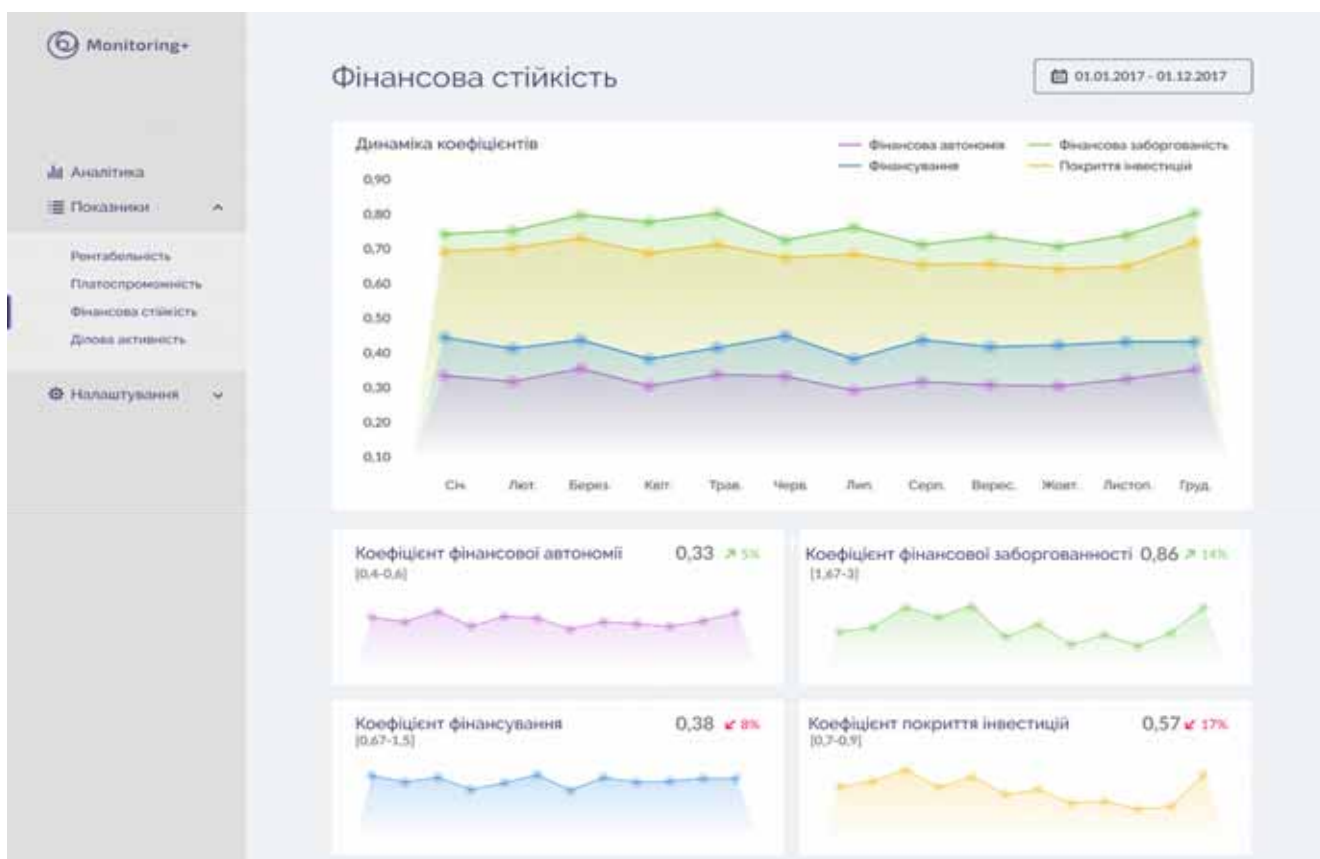 Monitoring+
Фінансова стійкість
01.01.2017 - 01.12.2017
Аналітика
Показники
Рентабельність
Платоспроможність
Фінансова стійкість
Ділова активність
Налаштування
Динаміка коефіцієнтів
Фінансова автономія
Фінансова заборгованість
Фінансування
Покриття інвестицій
0,90
0,80
0,70
0,60
0,50
0,40
0,30
0,20
0,10
Січ. Лют. Берез. Квіт. Трав. Черв. Лип. Серп. Верес. Жовт. Листоп. Груд.
Коефіцієнт фінансової автономії 0,33 5%
[0,4-0,6]
Коефіцієнт фінансової заборгованності 0,86 14%
[1,67-3]
Коефіцієнт фінансування 0,38 8%
[0,67-1,5]
Коефіцієнт покриття інвестицій 0,57 17%
[0,7-0,9]